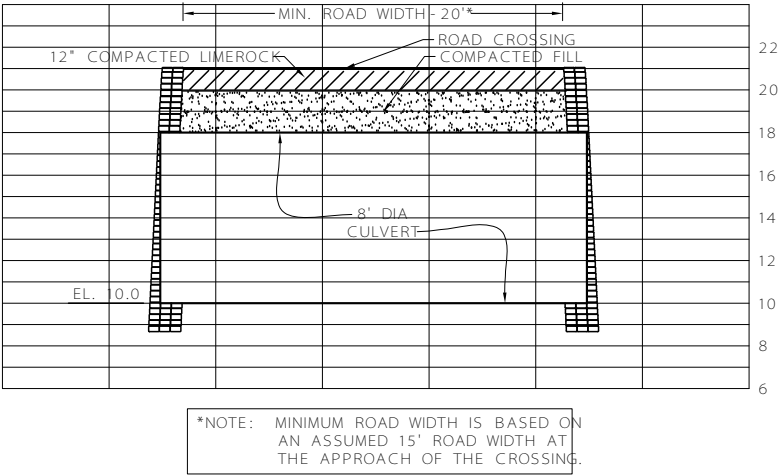 MIN. ROAD WIDTH - 20'*
ROAD CROSSING
12" COMPACTED LIMEROCK
COMPACTED FILL
22
20
18
16
14
12
10
8
6
8' DIA
CULVERT
EL. 10.0
*NOTE: MINIMUM ROAD WIDTH IS BASED ON
AN ASSUMED 15' ROAD WIDTH AT
THE APPROACH OF THE CROSSING.